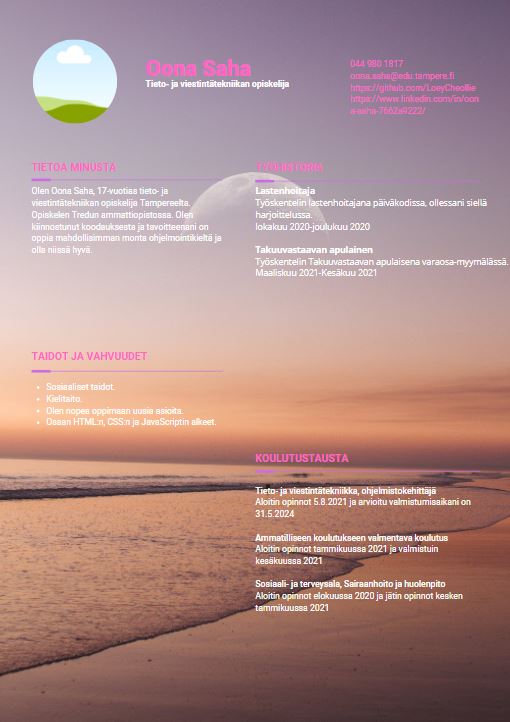 Oona Saha
Tieto- ja viestintätekniikan opiskelija
044 980 1817
oona.saha@edu.tampere.fi
https://github.com/LoeyCheollie
https://www.linkedin.com/in/oon
a-saha-7662a9222/
TIETOA MINUSTA
Olen Oona Saha, 17-vuotias tieto- ja
viestintätekniikan opiskelija Tampereelta.
Opiskelen Tredun ammattiopistossa. Olen
kiinnostunut koodauksesta ja tavoitteenani on
oppia mahdollisimman monta ohjelmointikieltä ja
olla niissä hyvä.
TYÖHISTORIA
Lastenhoitaja
Työskentelin lastenhoitajana päiväkodissa, ollessani siellä
harjoittelussa.
lokakuu 2020-joulukuu 2020
Takuuvastaavan apulainen
Työskentelin Takuuvastaavan apulaisena varaosa-myymälässä.
Maaliskuu 2021-Kesäkuu 2021
TAIDOT JA VAHVUUDET
• Sosiaaliset taidot.
• Kielitaito.
• Olen nopea oppimaan uusia asioita.
• Osaan HTML:n, CSS:n ja JavaScriptin alkeet.
KOULUTUSTAUSTA
Tieto- ja viestintätekniikka, ohjelmistokehittäjä
Aloitin opinnot 5.8.2021 ja arvioitu valmistumisaikani on
31.5.2024
Ammatilliseen koulutukseen valmentava koulutus
Aloitin opinnot tammikuussa 2021 ja valmistuin
kesäkuussa 2021
Sosiaali- ja terveysala, Sairaanhoito ja huolenpito
Aloitin opinnot elokuussa 2020 ja jätin opinnot kesken
tammikuussa 2021